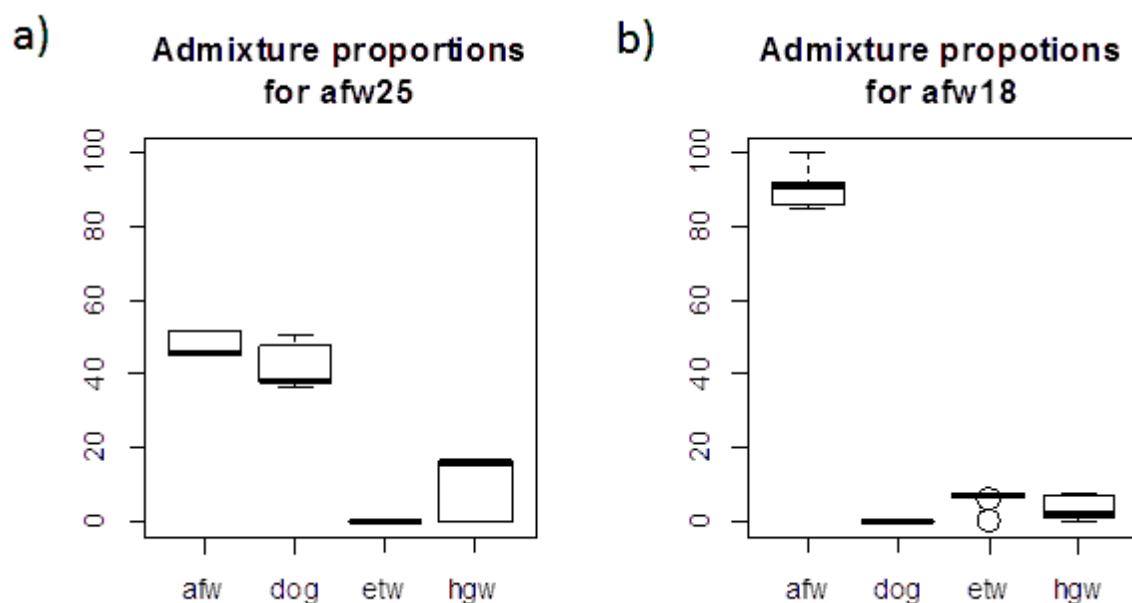 a)
Admixture proportions
for afw25
100
80
60
40
20
0
afw dog etw hgw
b)
Admixture propotions
for afw18
100
80
60
40
20
0
afw dog etw hgw